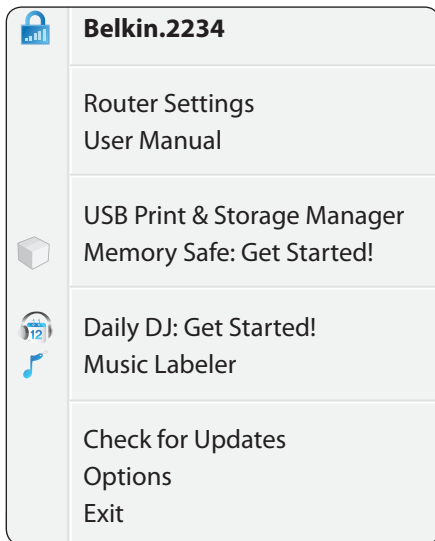 Belkin.2234
Router Settings
User Manual
USB Print & Storage Manager
Memory Safe: Get Started!
12
Daily DJ: Get Started!
Music Labeler
Check for Updates
Options
Exit